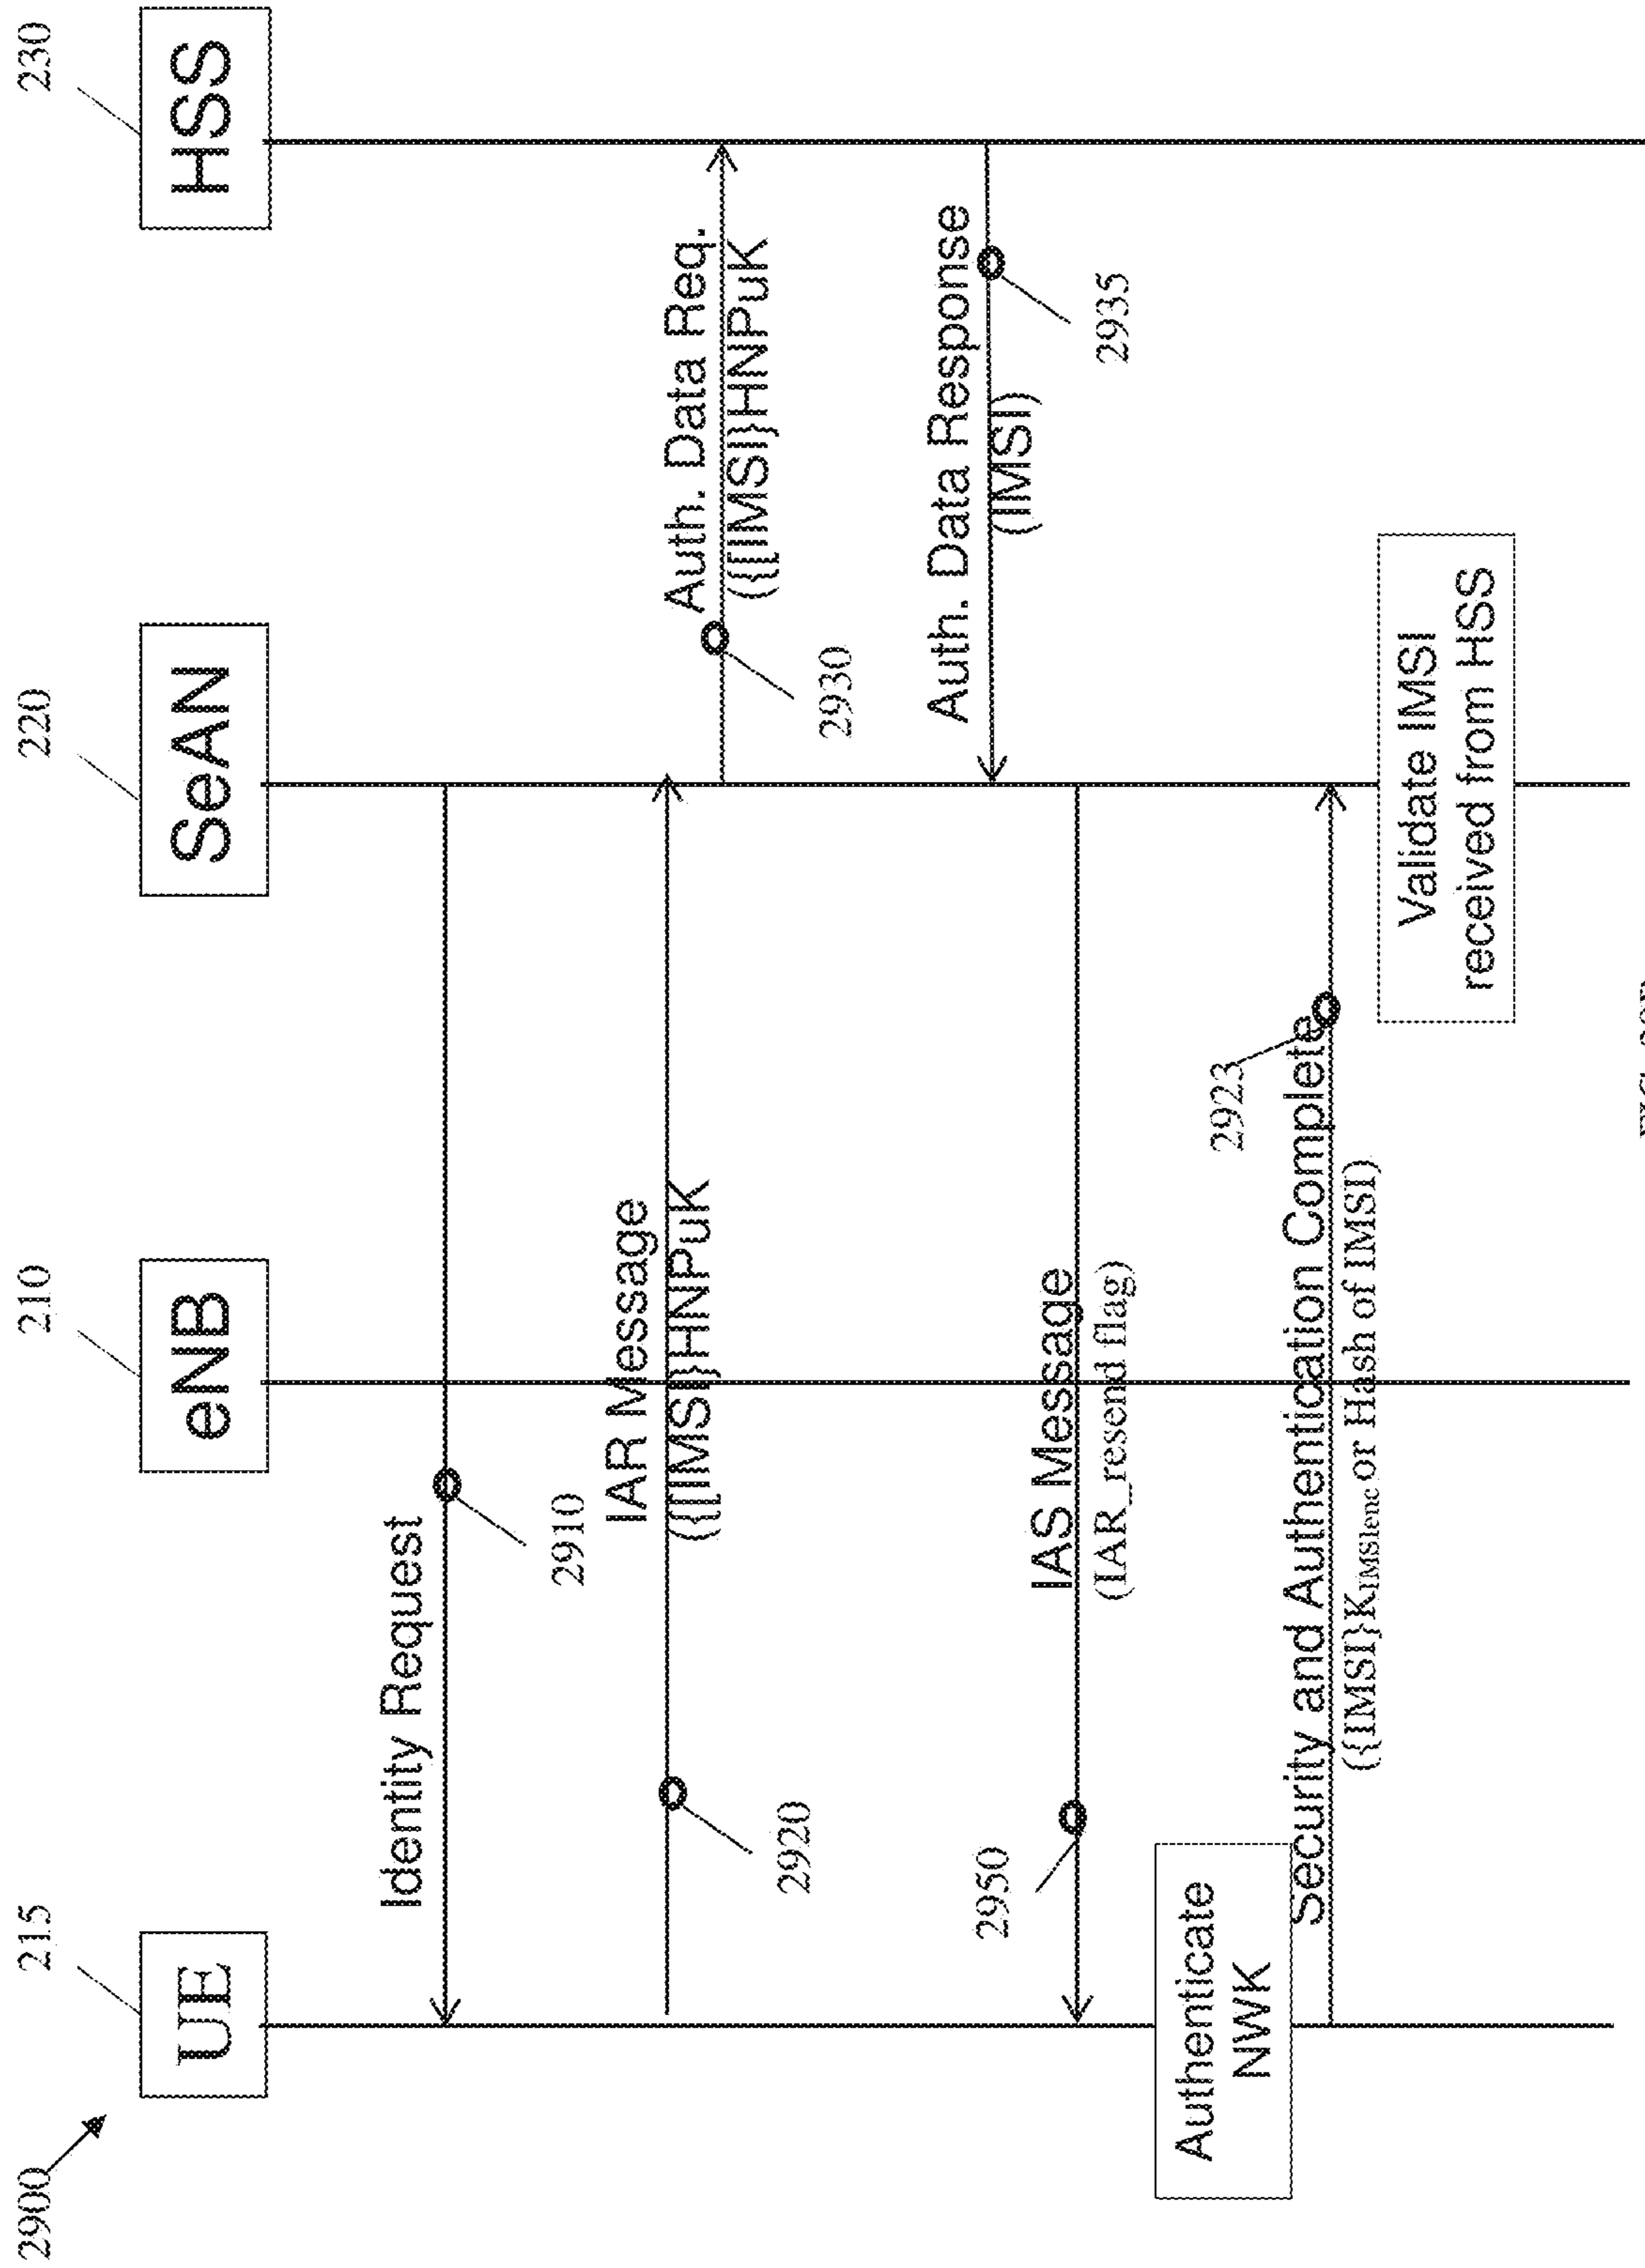 2900
215
210
220
230
UE
eNB
SeAN
HSS
Identity Request
2910
IAR Message
({[IMSI}HNPuK
2920
Auth. Data Req.
({[IMSI}HNPuK
2930
Auth. Data Response
(IMSI)
2935
IAS Message
(IAR_resend flag)
2950
Authenticate
NWK
Security and Authentication Complete
({IMSI}KIMSIenc or Hash of IMSI)
2923
Validate IMSI
received from HSS